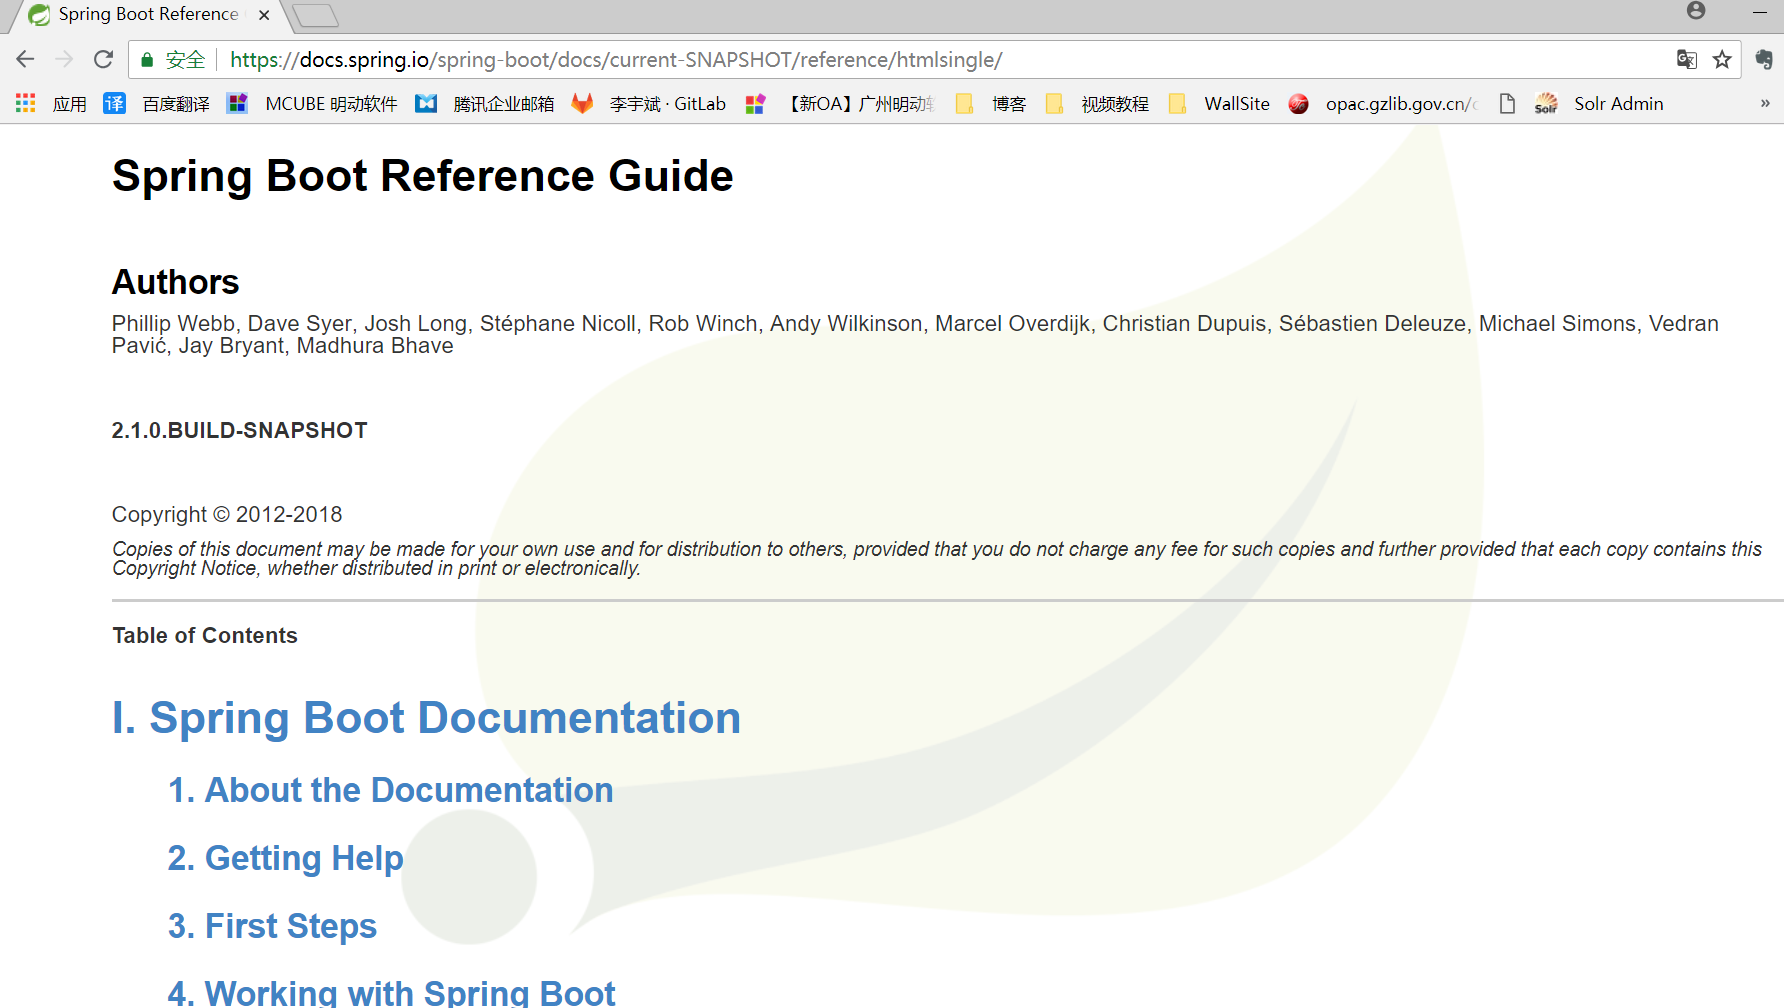 Spring Boot Reference
安全 https://docs.spring.io/spring-boot/docs/current-SNAPSHOT/reference/htmlsingle/
应用 译 百度翻译 MCUBE 明动软件 腾讯企业邮箱 李宇斌 · GitLab 【新OA】广州明动 博客 视频教程 WallSite opac.gzlib.gov.cn/ Solr Solr Admin »
Spring Boot Reference Guide
Authors
Phillip Webb, Dave Syer, Josh Long, Stéphane Nicoll, Rob Winch, Andy Wilkinson, Marcel Overdijk, Christian Dupuis, Sébastien Deleuze, Michael Simons, Vedran
Pavić, Jay Bryant, Madhura Bhave
2.1.0.BUILD-SNAPSHOT
Copyright © 2012-2018
Copies of this document may be made for your own use and for distribution to others, provided that you do not charge any fee for such copies and further provided that each copy contains this
Copyright Notice, whether distributed in print or electronically.
Table of Contents
I. Spring Boot Documentation
1. About the Documentation
2. Getting Help
3. First Steps
4. Working with Spring Boot